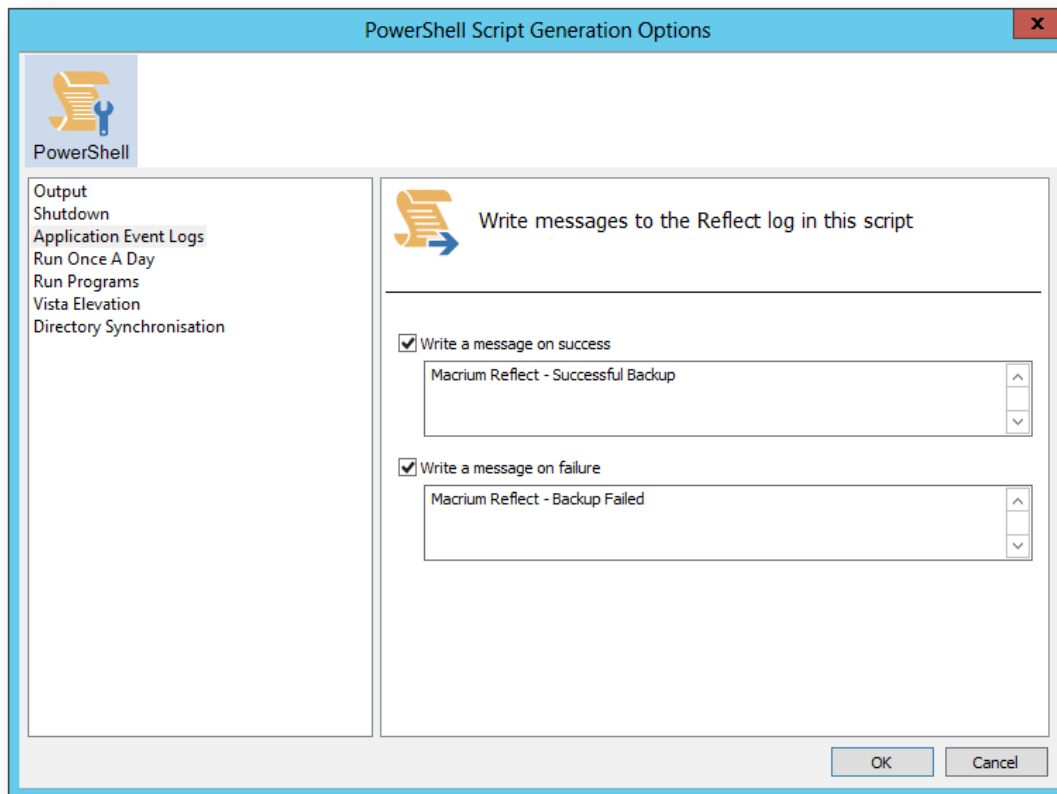 PowerShell Script Generation Options
x
PowerShell
Output
Shutdown
Application Event Logs
Run Once A Day
Run Programs
Vista Elevation
Directory Synchronisation
Write messages to the Reflect log in this script
Write a message on success
Macrium Reflect - Successful Backup
Write a message on failure
Macrium Reflect - Backup Failed
OK
Cancel